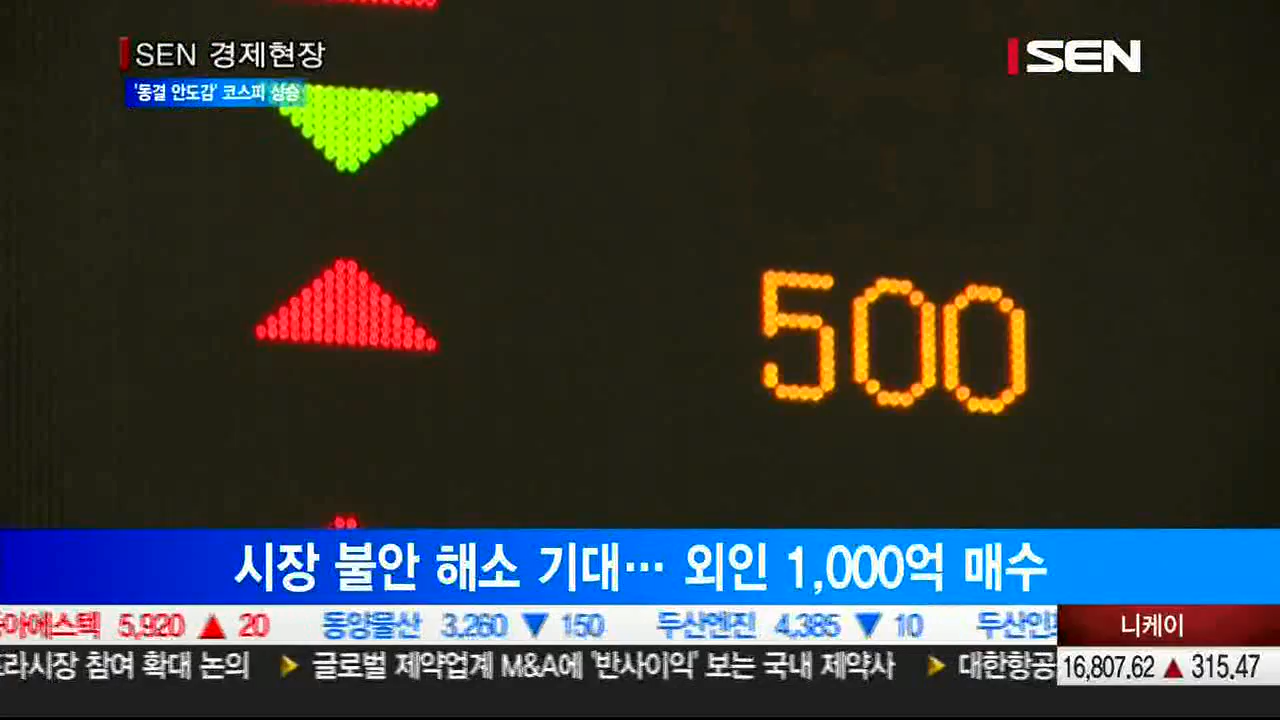 SEN 경제현장
SEN
'동결 안도감' 코스피 상승
500
시장 불안 해소 기대… 외인 1,000억 매수
5,920 ▲ 20 동양물산 3,260 ▼ 150 두산엔진 4,385 ▼ 10
니케이
참여 확대 논의 글로벌 제약업계 M&A에 '반사이익' 보는 국내 제약사 대한항공
16,807.62 ▲ 315.47